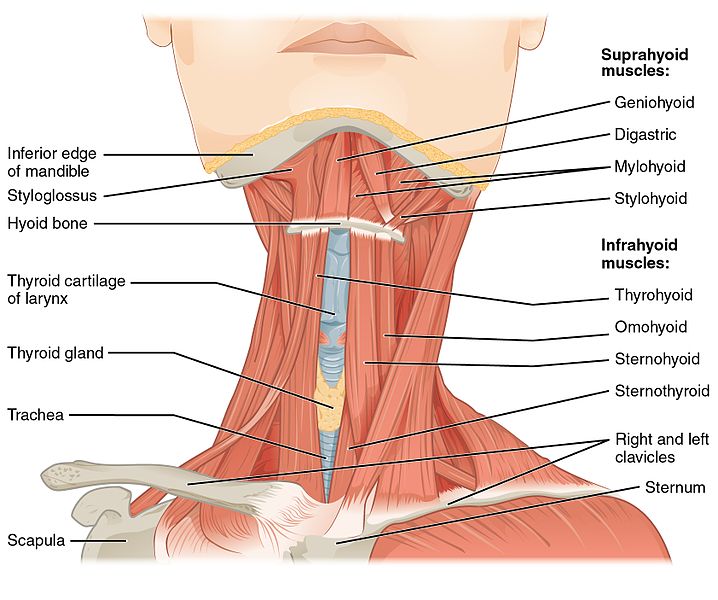 Inferior edge
of mandible
Styloglossus
Hyoid bone
Thyroid cartilage
of larynx
Thyroid gland
Trachea
Scapula
Suprahyoid
muscles:
Geniohyoid
Digastric
Mylohyoid
Stylohyoid
Infrahyoid
muscles:
Thyrohyoid
Omohyoid
Sternohyoid
Sternothyroid
Right and left
clavicles
Sternum